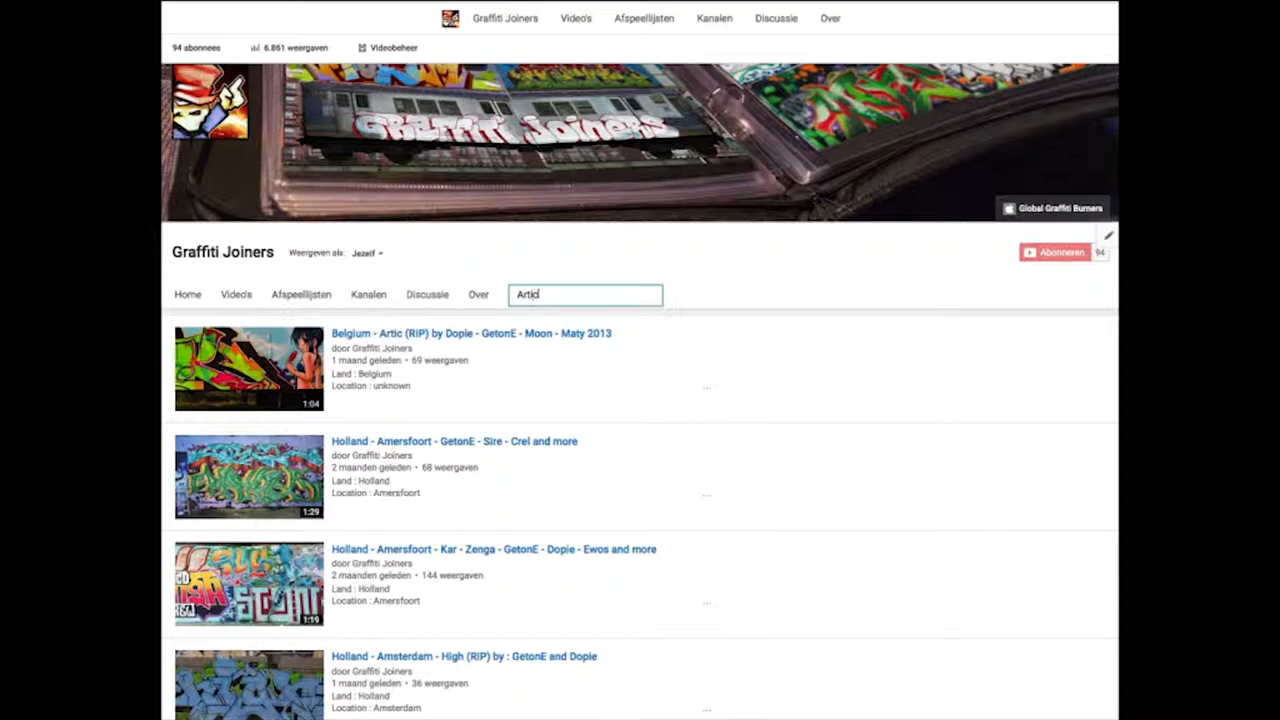 Graffiti Joiners Video's Afspeellijsten Kanalen Discussie Over
94 abonnees 6.861 weergaven Videobeheer
GRAFFITI JOINERS
Global Graffiti Burners
Graffiti Joiners Weergeven als: Jezelf
Abonneren 94
Home Video's Afspeellijsten Kanalen Discussie Over Artic
Belgium - Artic (RIP) by Dopie - GetonE - Moon - Maty 2013
door Graffiti Joiners
1 maand geleden • 69 weergaven
Land : Belgium
Location : unknown
...
1:04
Holland - Amersfoort - GetonE - Sire - Crel and more
door Graffiti Joiners
2 maanden geleden • 68 weergaven
Land : Holland
Location : Amersfoort
...
1:29
Holland - Amersfoort - Kar - Zenga - GetonE - Dopie - Ewos and more
door Graffiti Joiners
2 maanden geleden • 144 weergaven
Land : Holland
Location : Amersfoort
...
1:19
Holland - Amsterdam - High (RIP) by : GetonE and Dopie
door Graffiti Joiners
1 maand geleden • 36 weergaven
Land : Holland
Location : Amsterdam
...